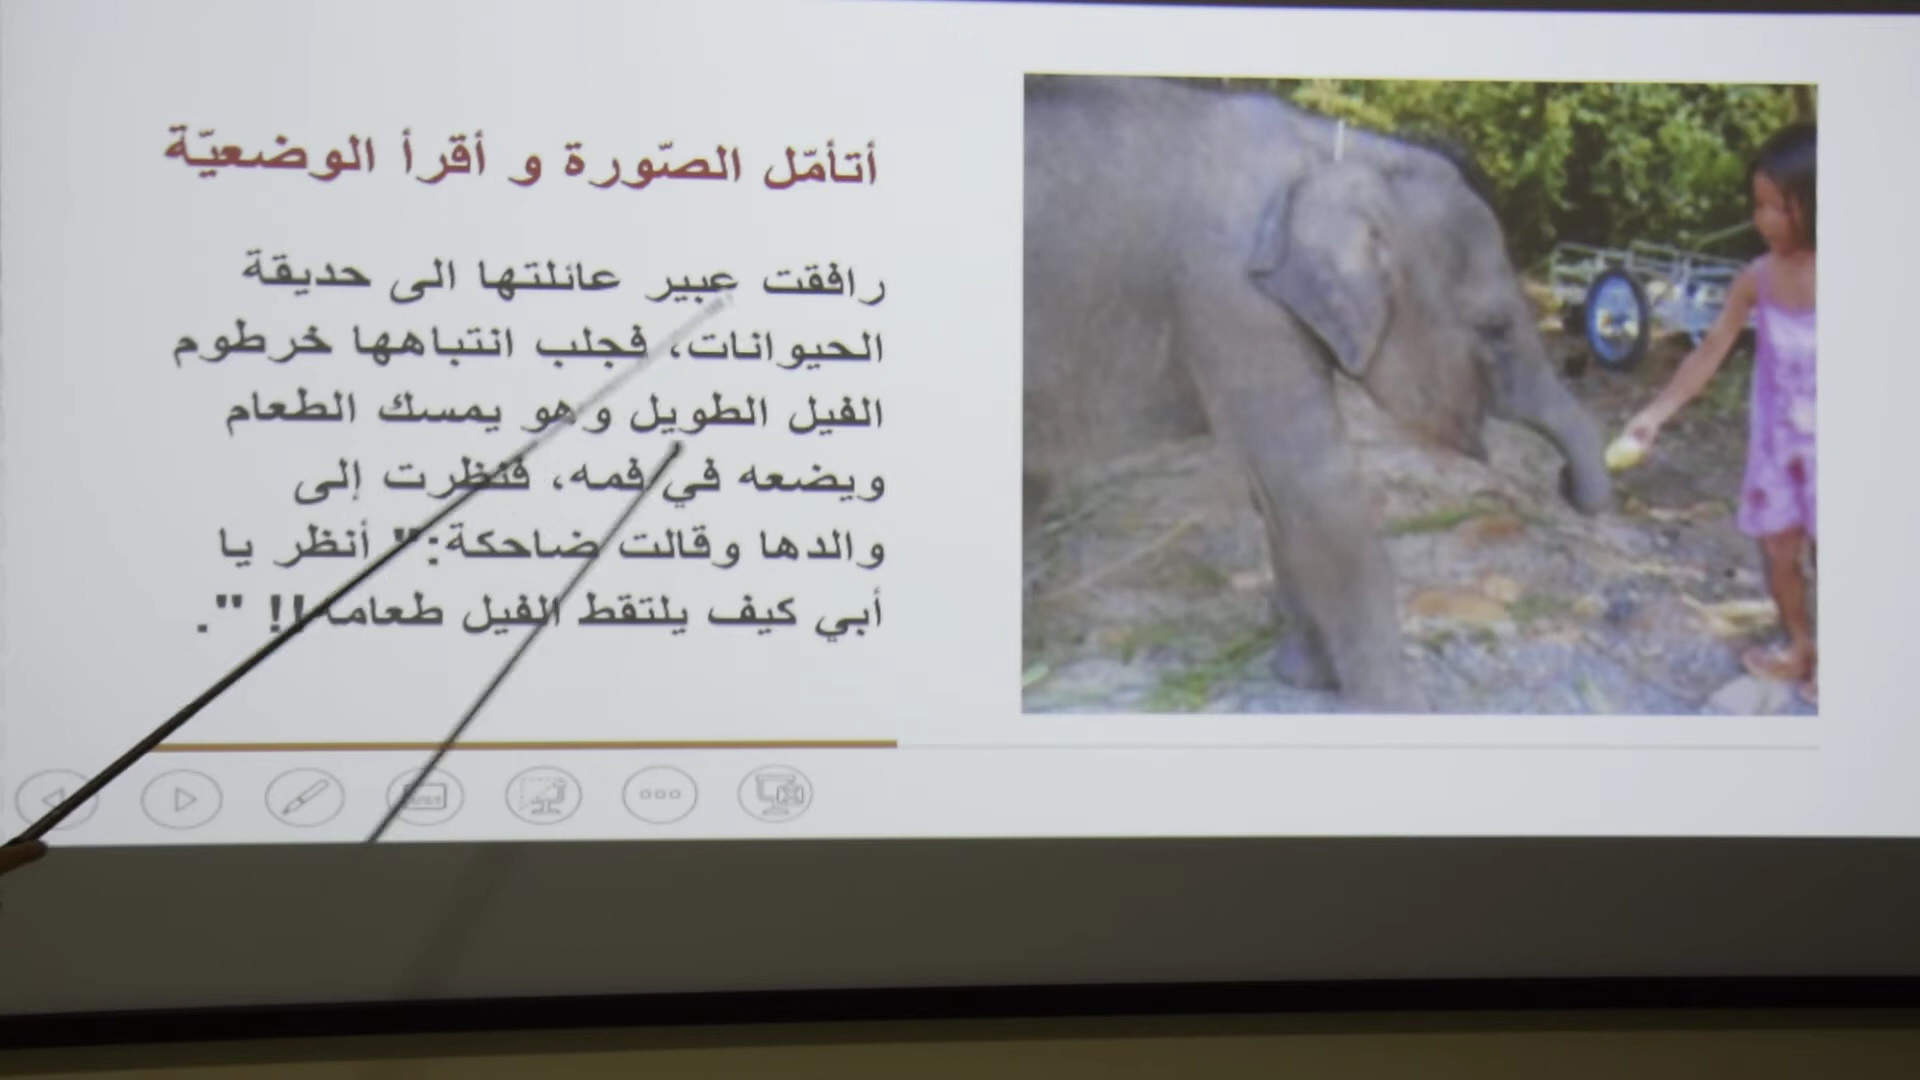 أتأمّل الصّورة و أقرأ الوضعيّة
رافقت عبير عائلتها الى حديقة
الحيوانات، فجلب انتباهها خرطوم
الفيل الطويل وهو يمسك الطعام
ويضعه في فمه، فنظرت إلى
والدها وقالت ضاحكة:" أنظر يا
أبي كيف يلتقط الفيل طعامه!! ".